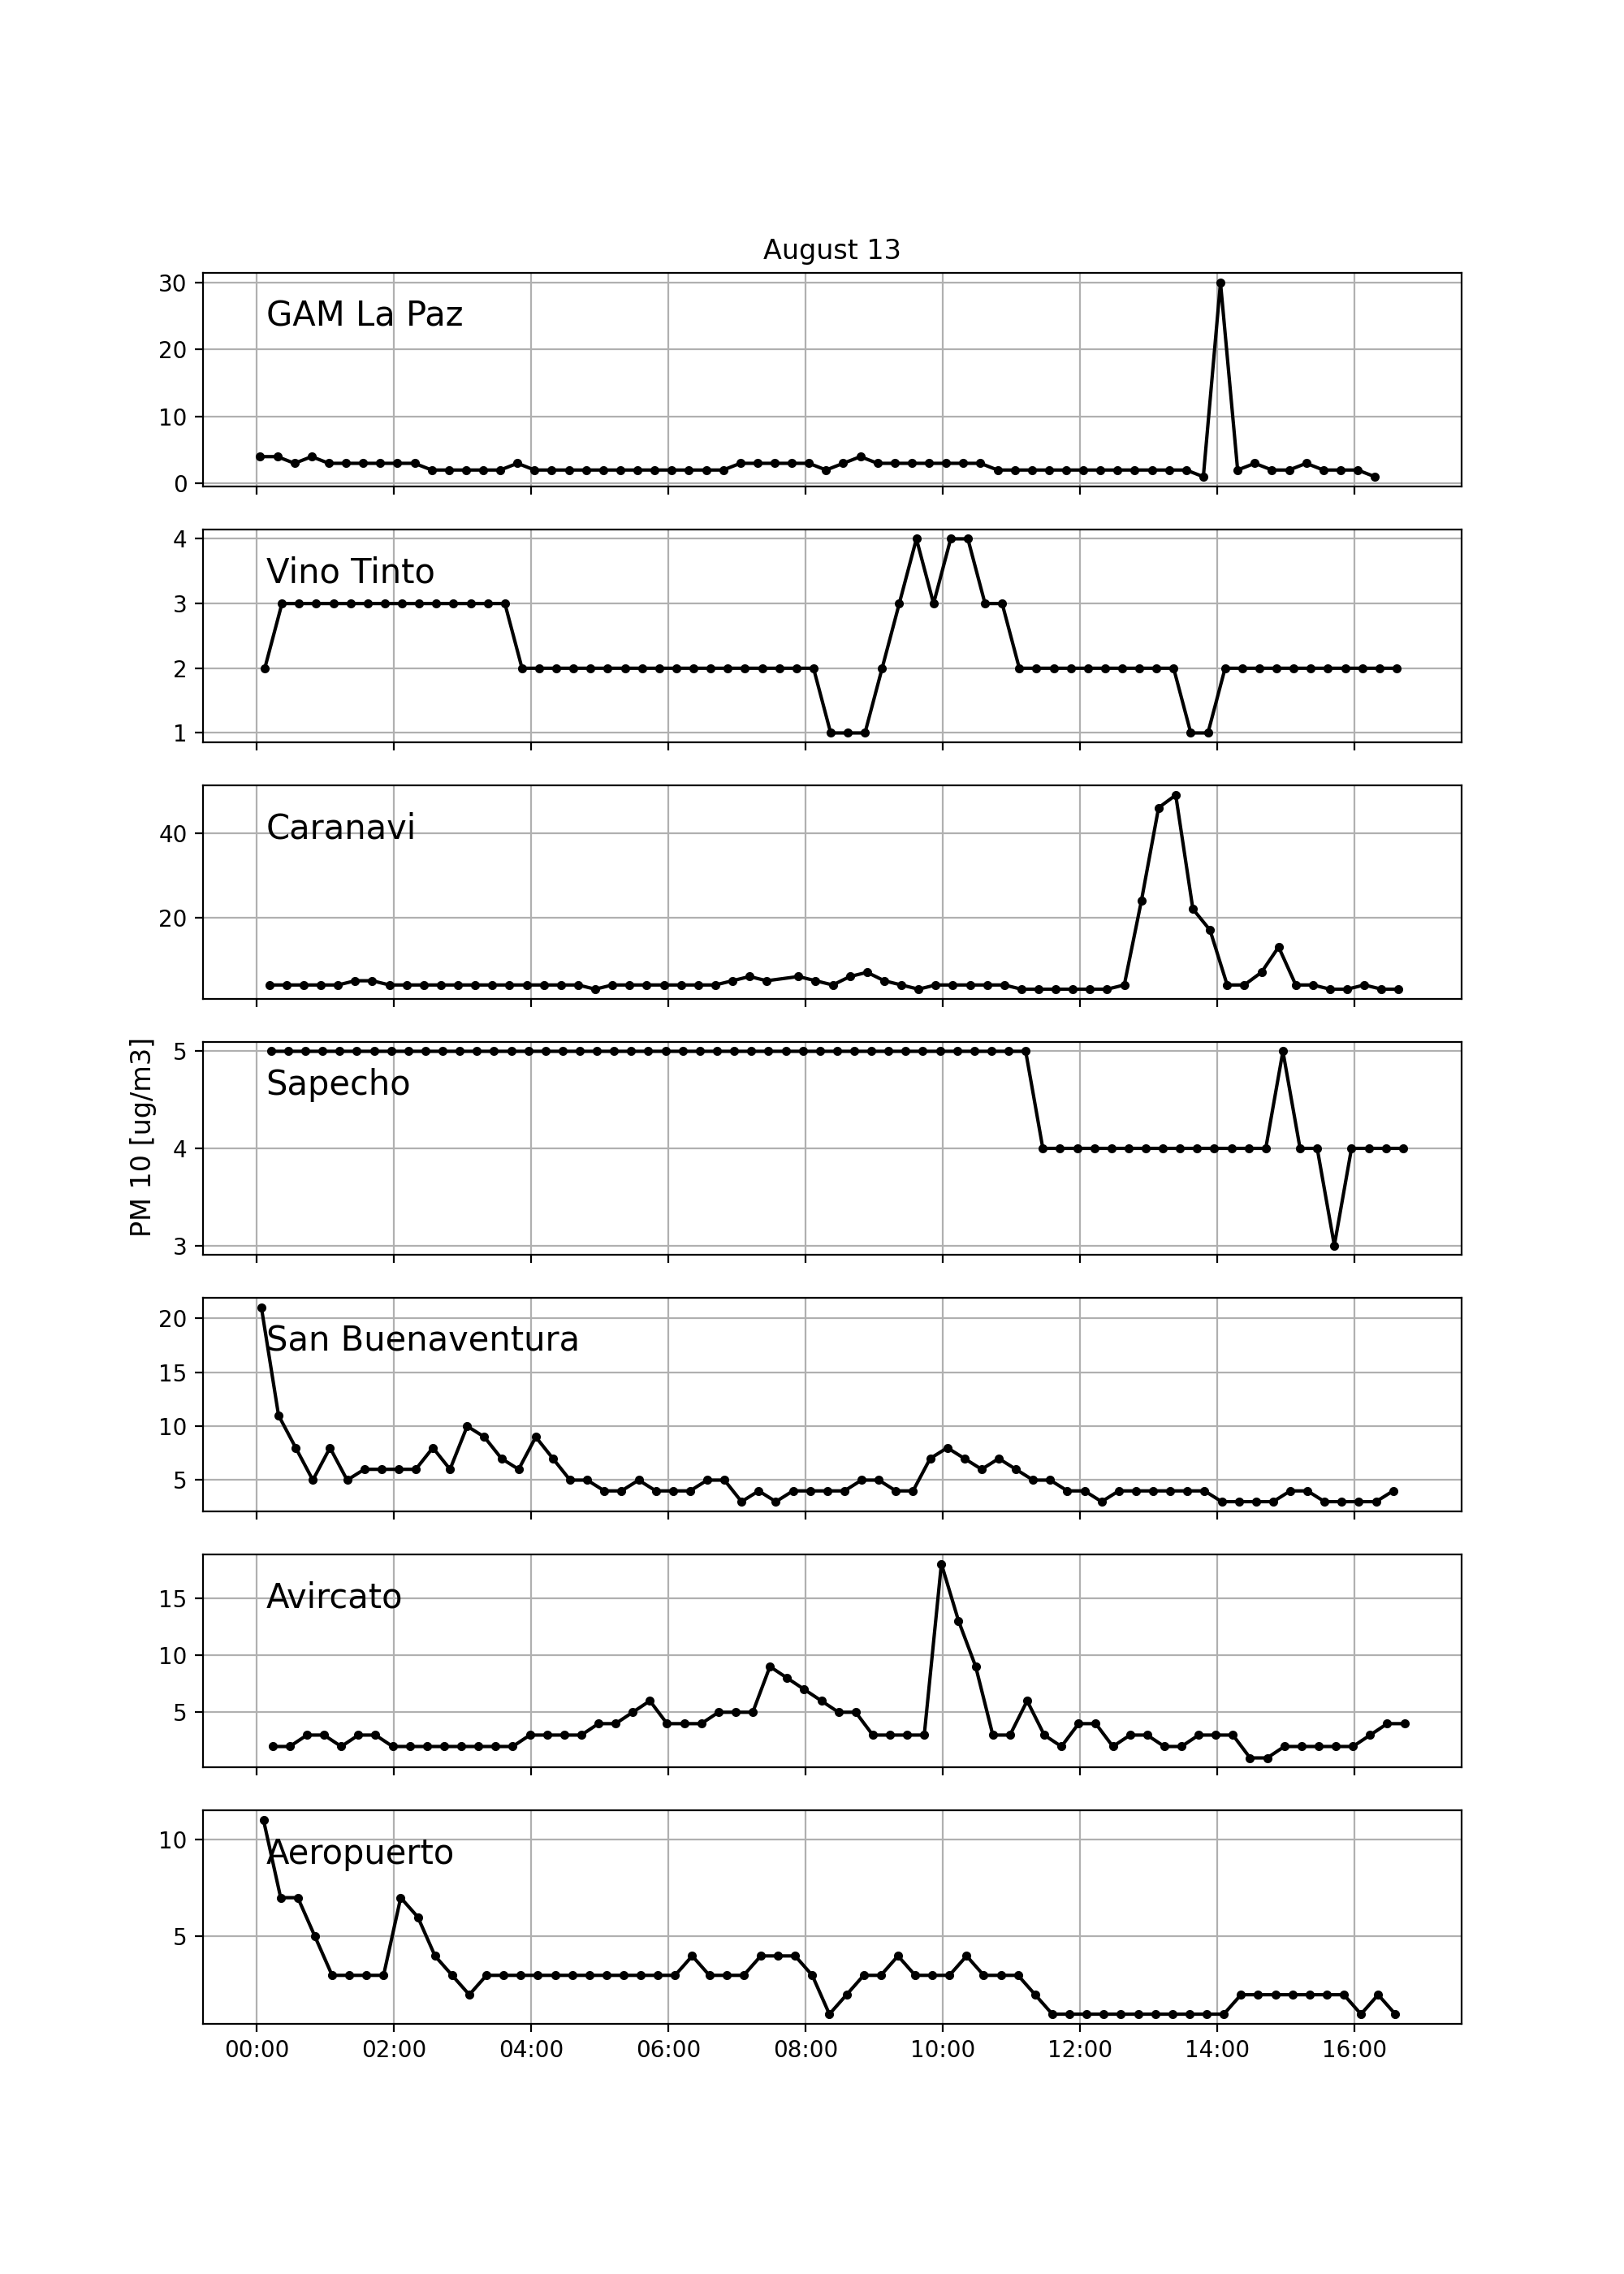 August 13
30
GAM La Paz
20
10
0
4
Vino Tinto
3
2
1
Caranavi
40
20
PM 10 [ug/m3]
5
Sapecho
4
3
20
San Buenaventura
15
10
5
Avircato
15
10
5
10
Aeropuerto
5
00:00 02:00 04:00 06:00 08:00 10:00 12:00 14:00 16:00